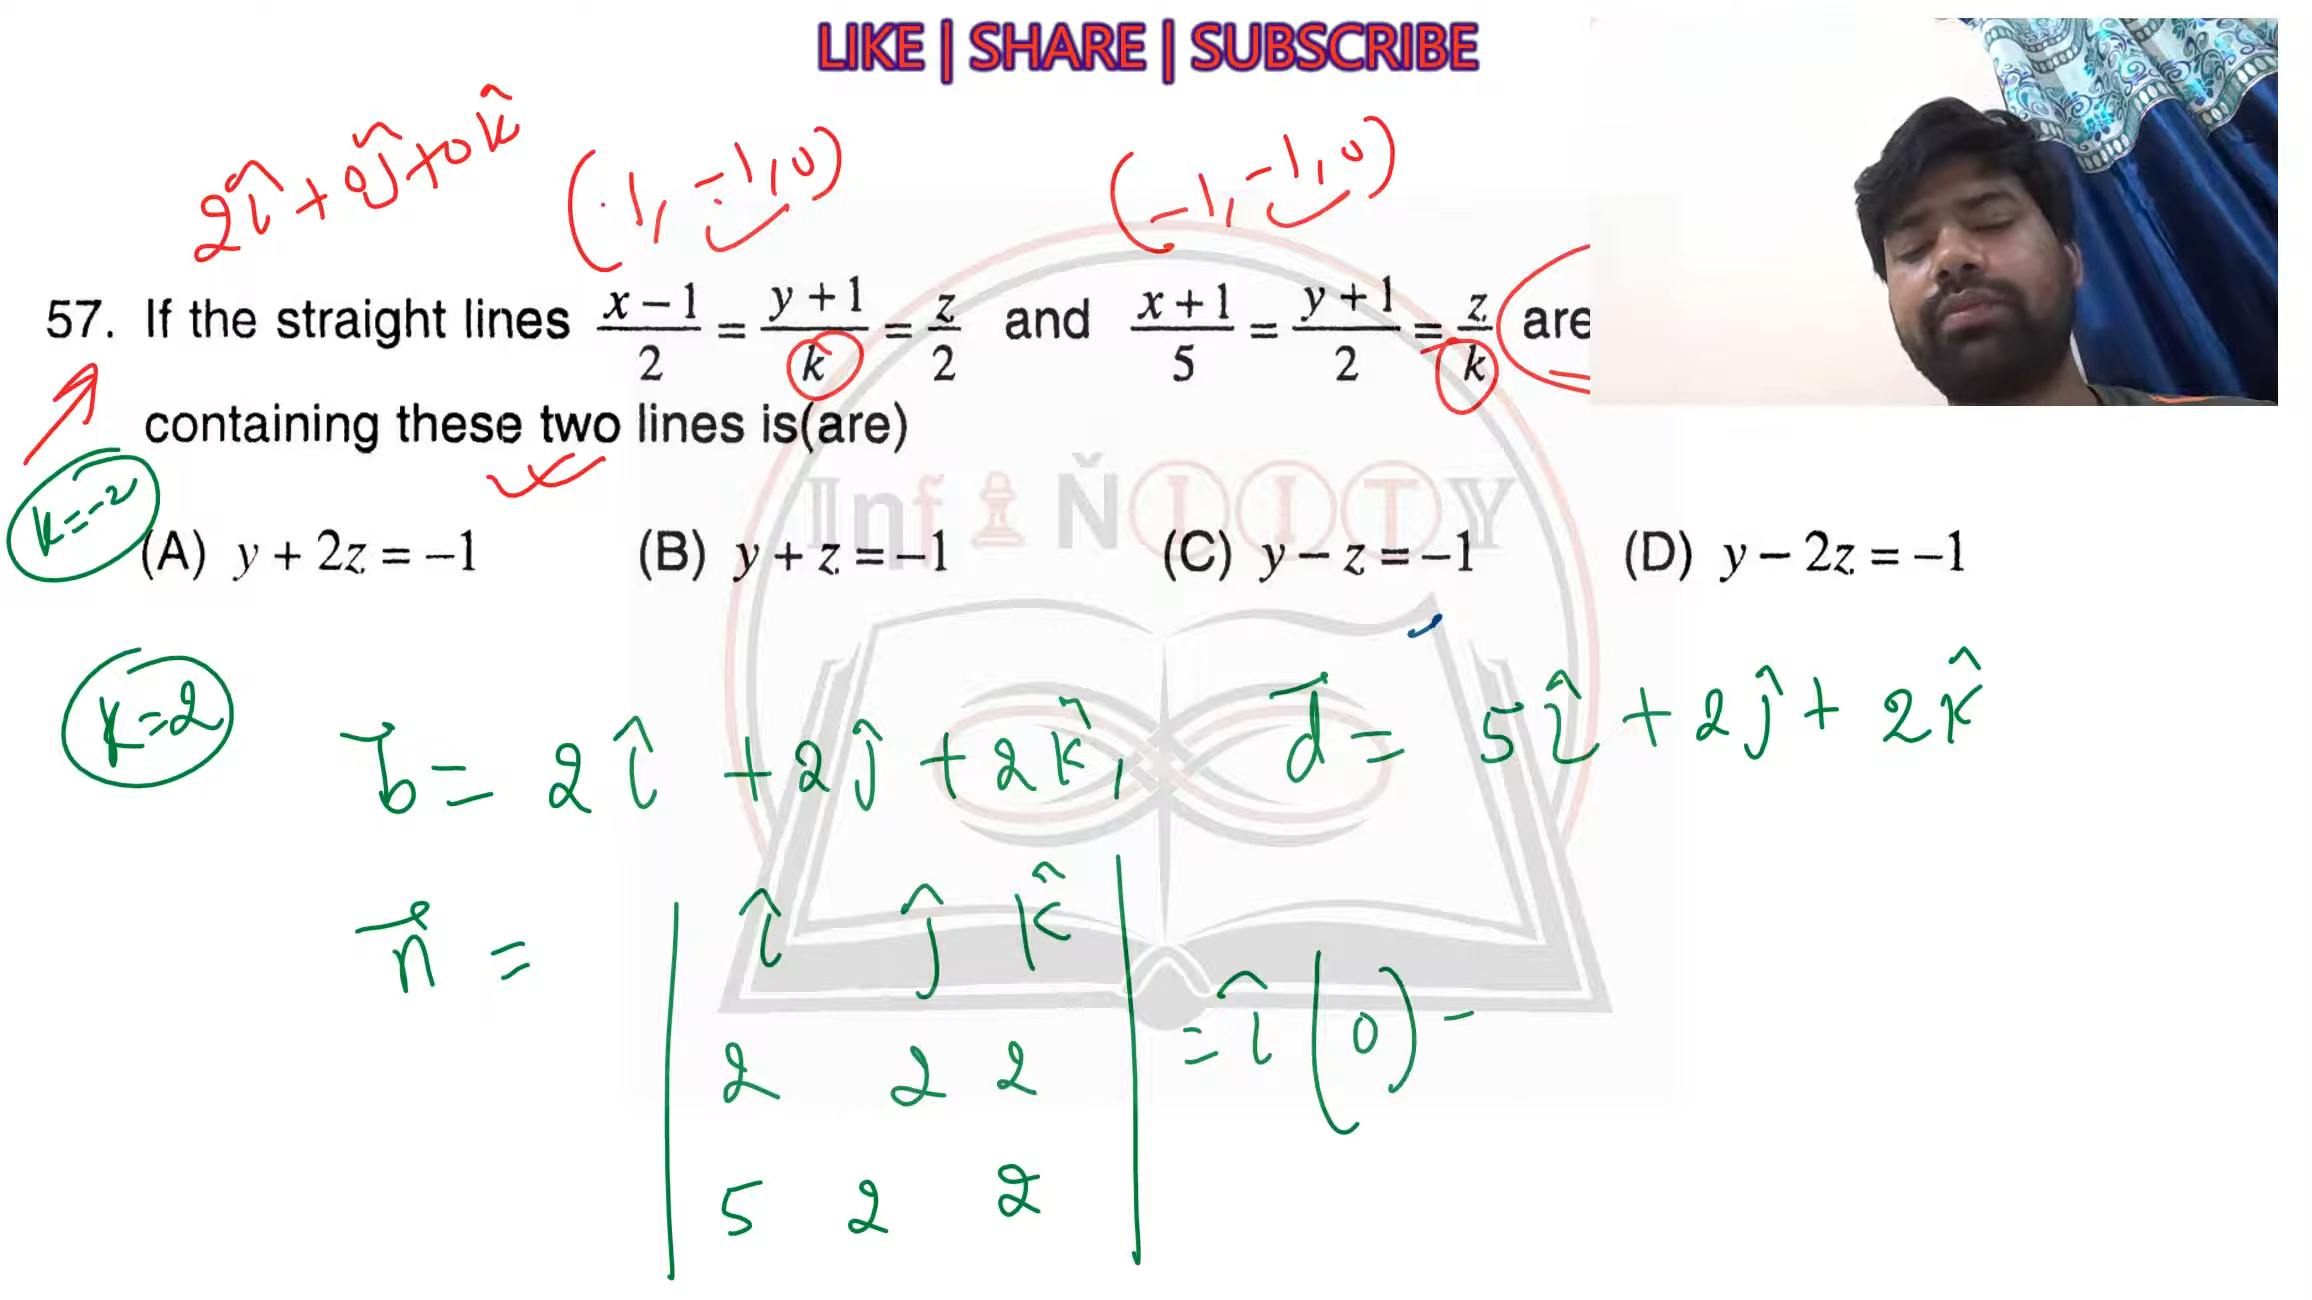 LIKE | SHARE | SUBSCRIBE
2î + 0ĵ + 0k̂
(1, -1, 0)
(-1, -1, 0)
57. If the straight lines (x − 1)/2 = (y + 1)/k = z/2 and (x + 1)/5 = (y + 1)/2 = z/k are
containing these two lines is(are)
k = -2
InfiŇIITY
(A) y + 2z = −1 (B) y + z = −1 (C) y − z = −1 (D) y − 2z = −1
k = 2
b⃗ = 2î + 2ĵ + 2k̂, d⃗ = 5î + 2ĵ + 2k̂
n⃗ = | î ĵ k̂ | = î (0) -
2 2 2
5 2 2